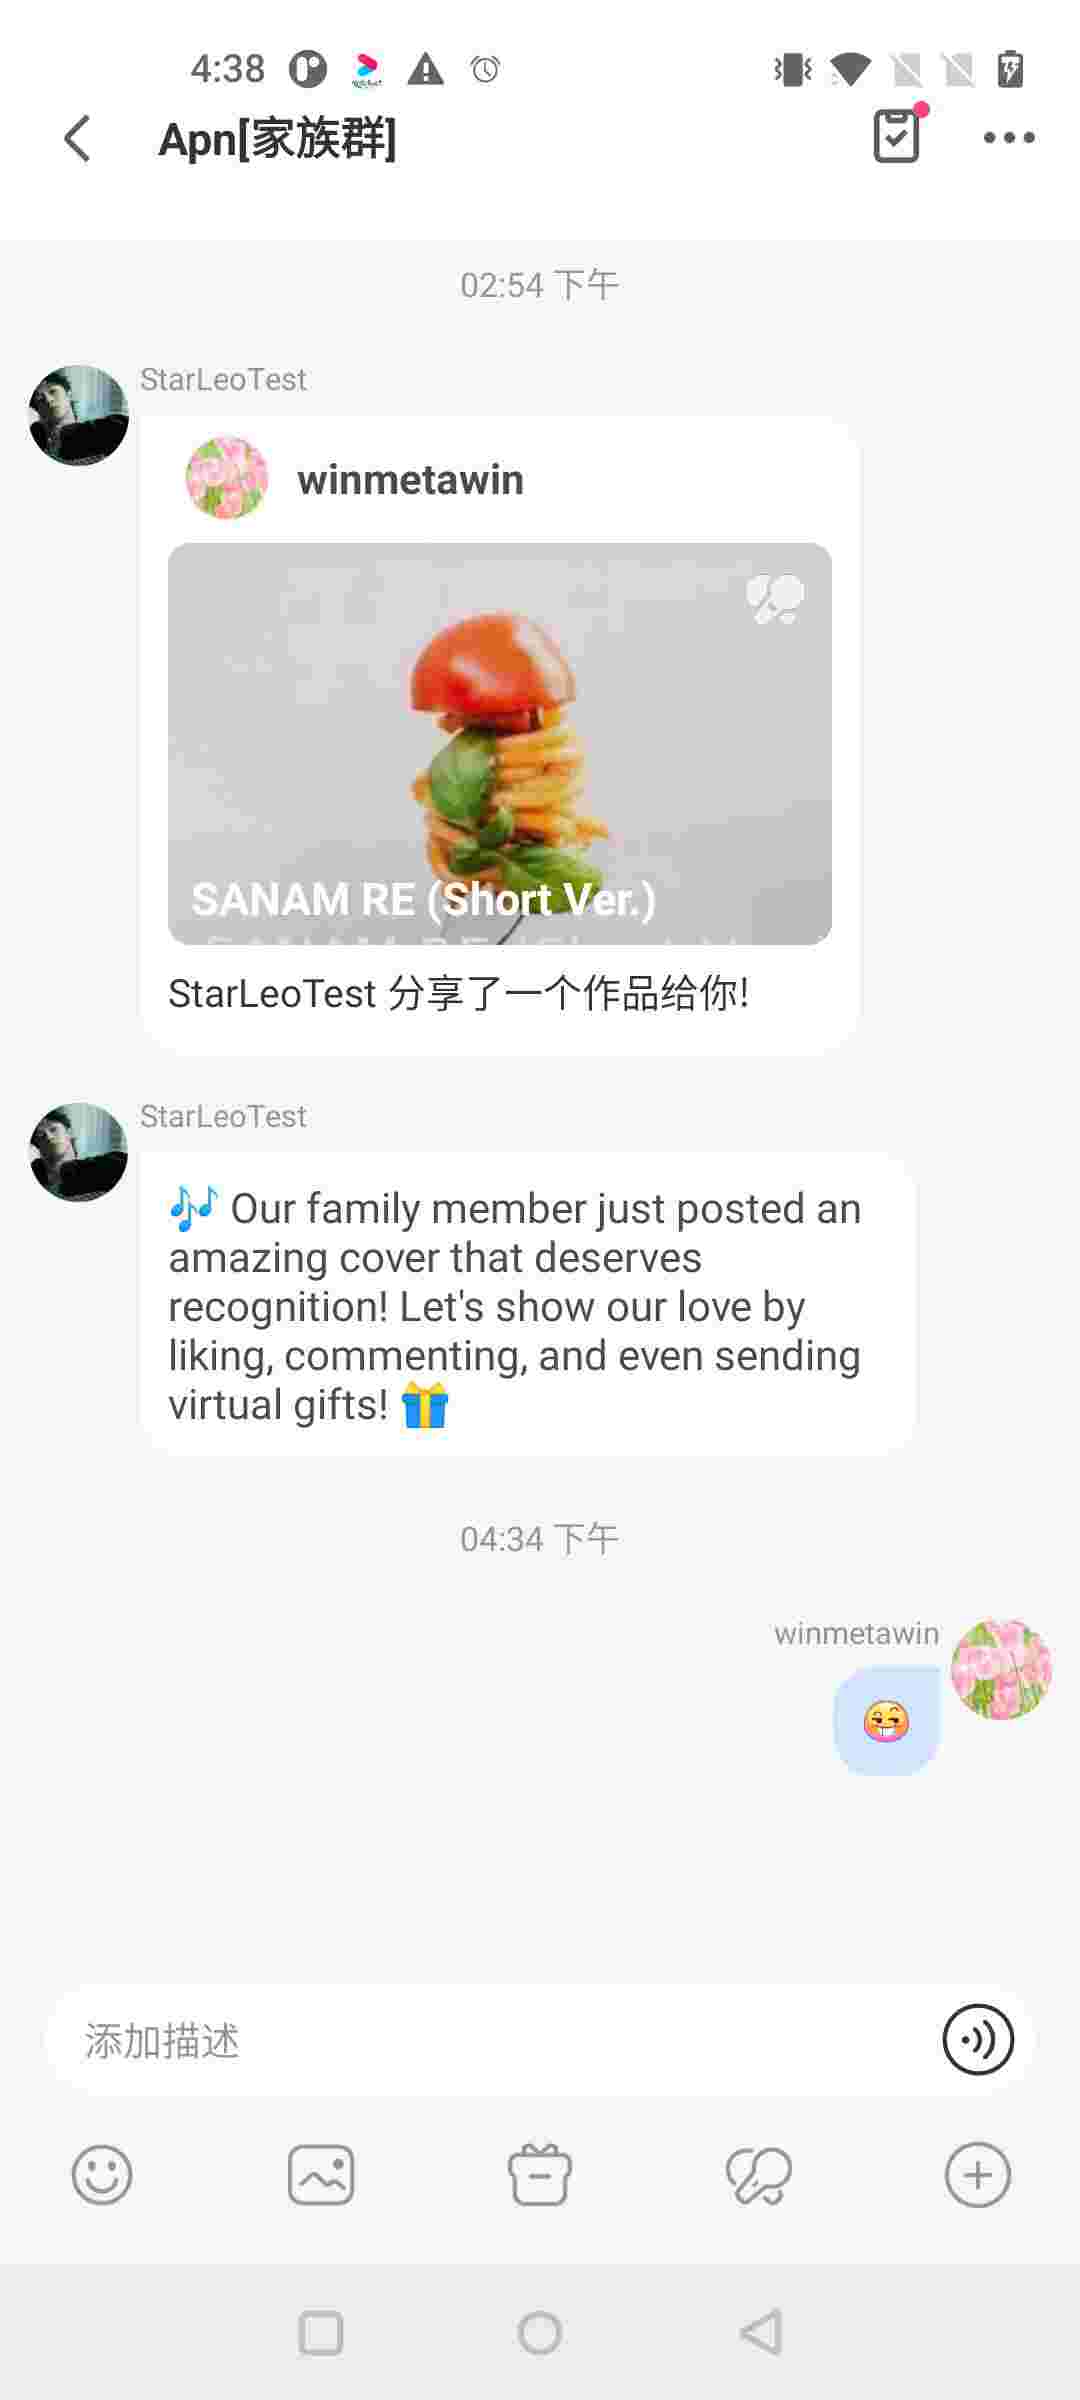 4:38
Apn[家族群]
02:54 下午
StarLeoTest
winmetawin
SANAM RE (Short Ver.)
StarLeoTest 分享了一个作品给你!
StarLeoTest
🎶 Our family member just posted an
amazing cover that deserves
recognition! Let's show our love by
liking, commenting, and even sending
virtual gifts! 🎁
04:34 下午
winmetawin
添加描述